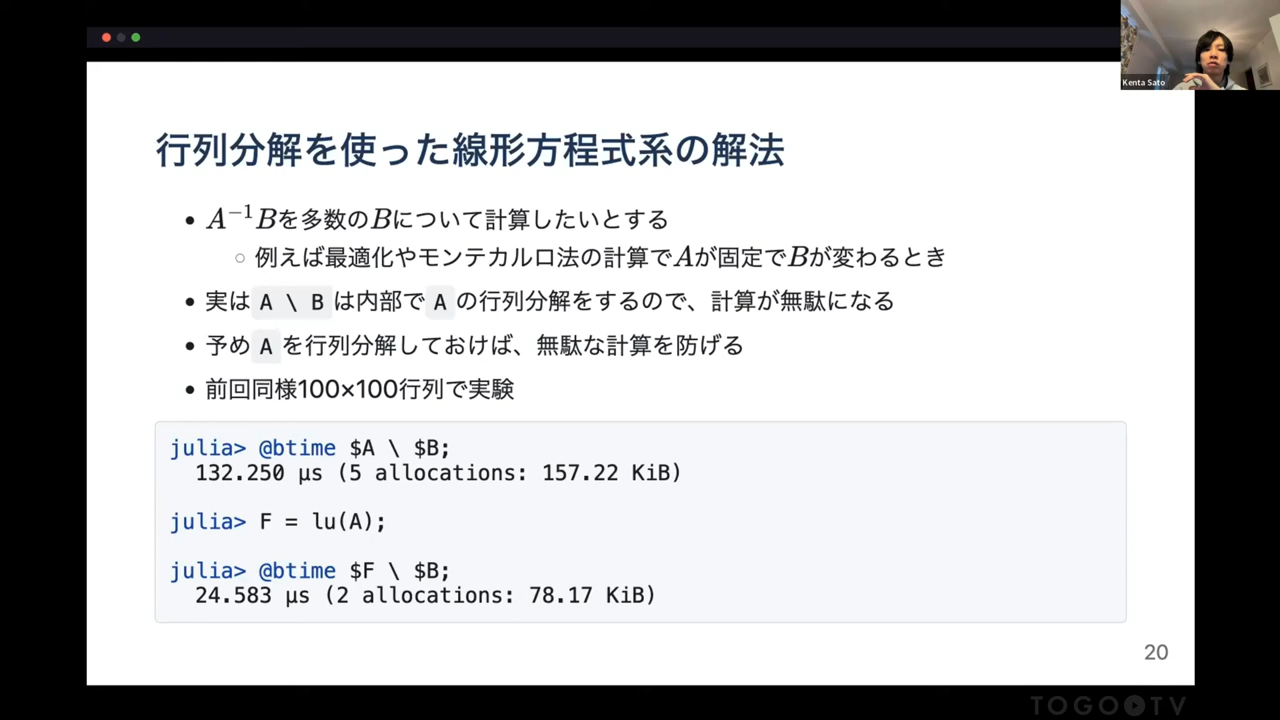 Kenta Sato
行列分解を使った線形方程式系の解法
• A⁻¹Bを多数のBについて計算したいとする
○ 例えば最適化やモンテカルロ法の計算でAが固定でBが変わるとき
• 実は A \ B は内部で A の行列分解をするので、計算が無駄になる
• 予め A を行列分解しておけば、無駄な計算を防げる
• 前回同様100×100行列で実験
julia> @btime $A \ $B;
132.250 μs (5 allocations: 157.22 KiB)
julia> F = lu(A);
julia> @btime $F \ $B;
24.583 μs (2 allocations: 78.17 KiB)
20
TOGO TV